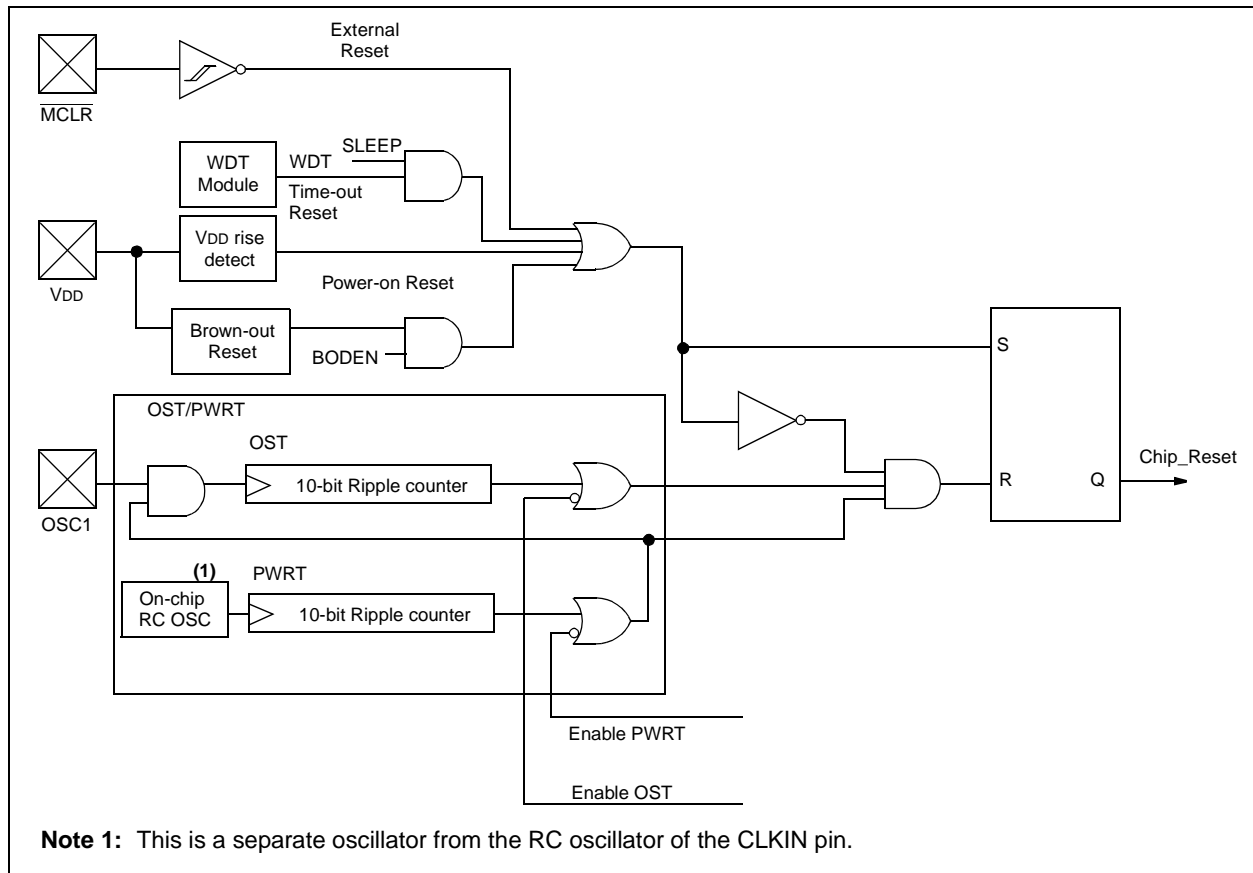 External
Reset
MCLR
SLEEP
WDT
Module
WDT
Time-out
Reset
VDD rise
detect
VDD
Power-on Reset
Brown-out
Reset
BODEN
S
OST/PWRT
OST
10-bit Ripple counter
OSC1
Chip_Reset
R
Q
(1)
PWRT
On-chip
RC OSC
10-bit Ripple counter
Enable PWRT
Enable OST
Note 1: This is a separate oscillator from the RC oscillator of the CLKIN pin.